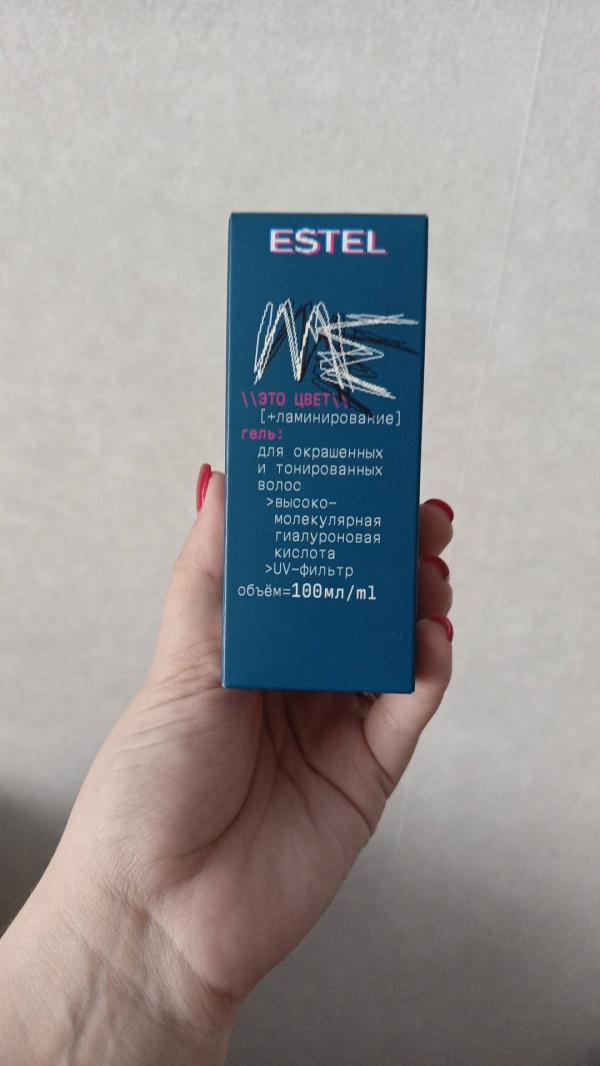 ESTEL
\\ЭТО ЦВЕТ\\
[+ламинирование]
гель:
для окрашенных
и тонированных
волос
>высоко-
молекулярная
гиалуроновая
кислота
>UV-фильтр
объём=100мл/ml